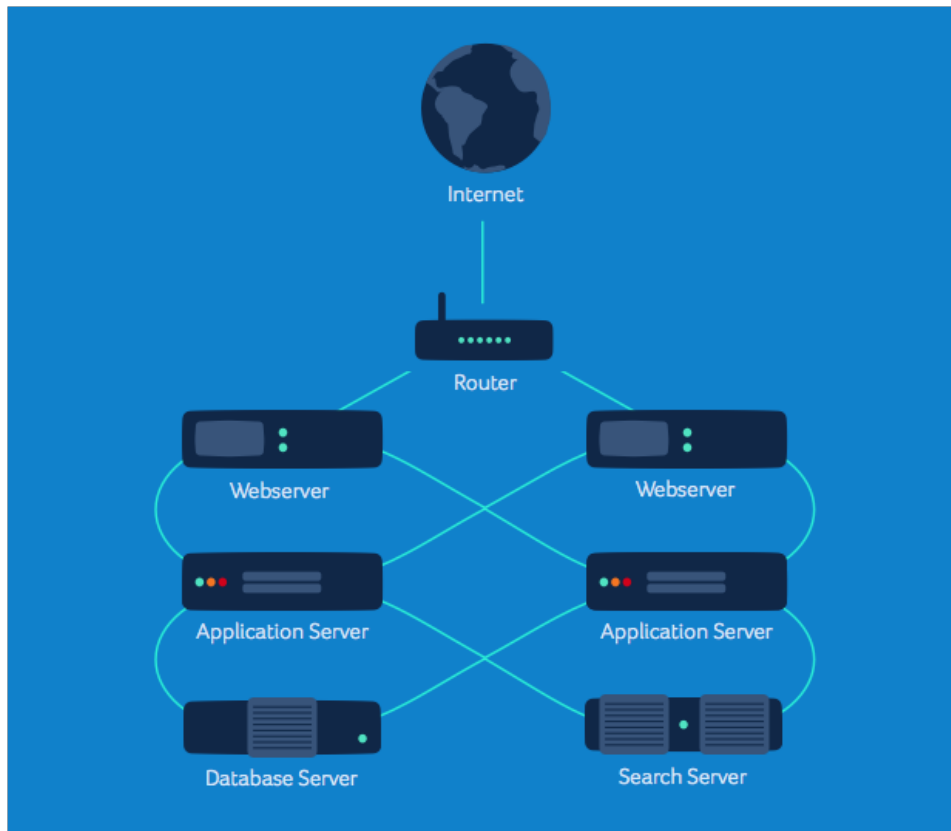 Internet
Router
Webserver
Webserver
Application Server
Application Server
Database Server
Search Server